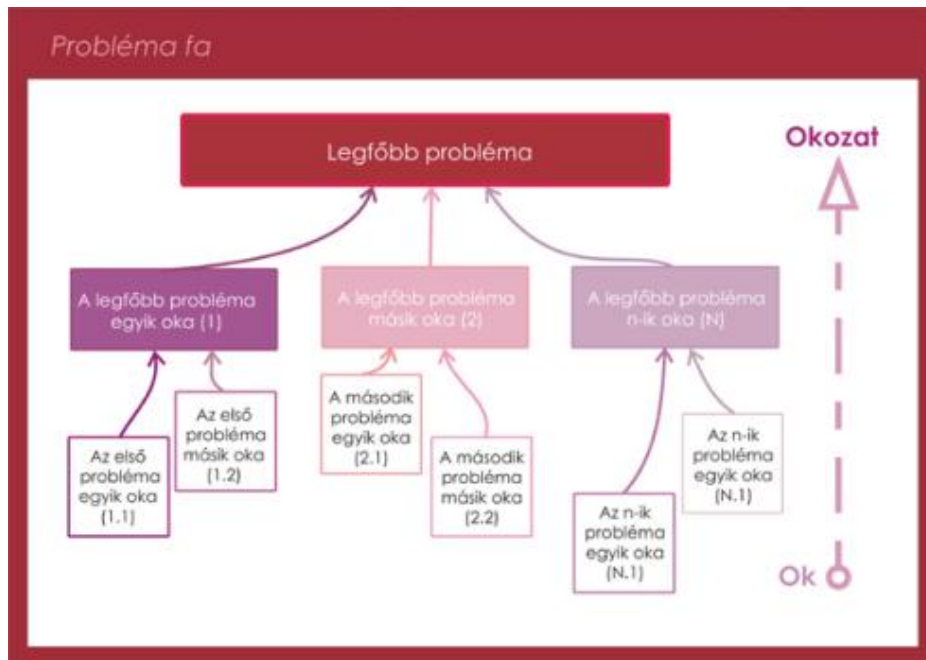 Probléma fa
Legfőbb probléma
Okozat
A legfőbb probléma
egyik oka (1)
A legfőbb probléma
másik oka (2)
A legfőbb probléma
n-ik oka (N)
Az első
probléma
egyik oka
(1.1)
Az első
probléma
másik oka
(1.2)
A második
probléma
egyik oka
(2.1)
A második
probléma
másik oka
(2.2)
Az n-ik
probléma
egyik oka
(N.1)
Az n-ik
probléma
egyik oka
(N.1)
Ok